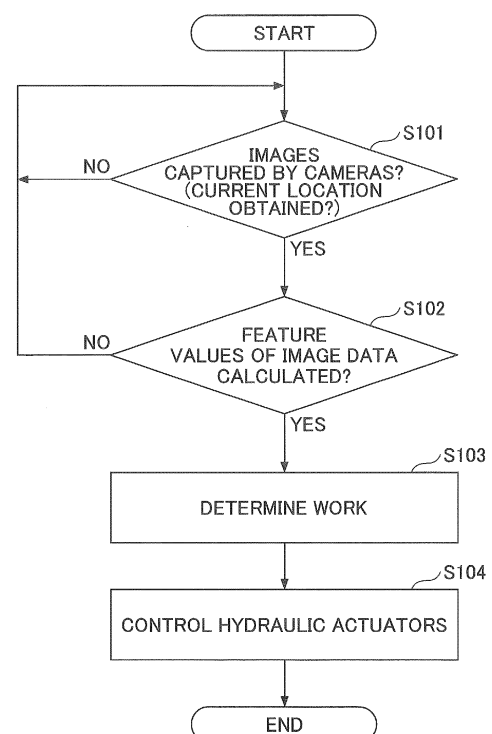 START
S101
IMAGES
CAPTURED BY CAMERAS?
(CURRENT LOCATION
OBTAINED?)
NO
YES
S102
FEATURE
VALUES OF IMAGE DATA
CALCULATED?
NO
YES
S103
DETERMINE WORK
S104
CONTROL HYDRAULIC ACTUATORS
END